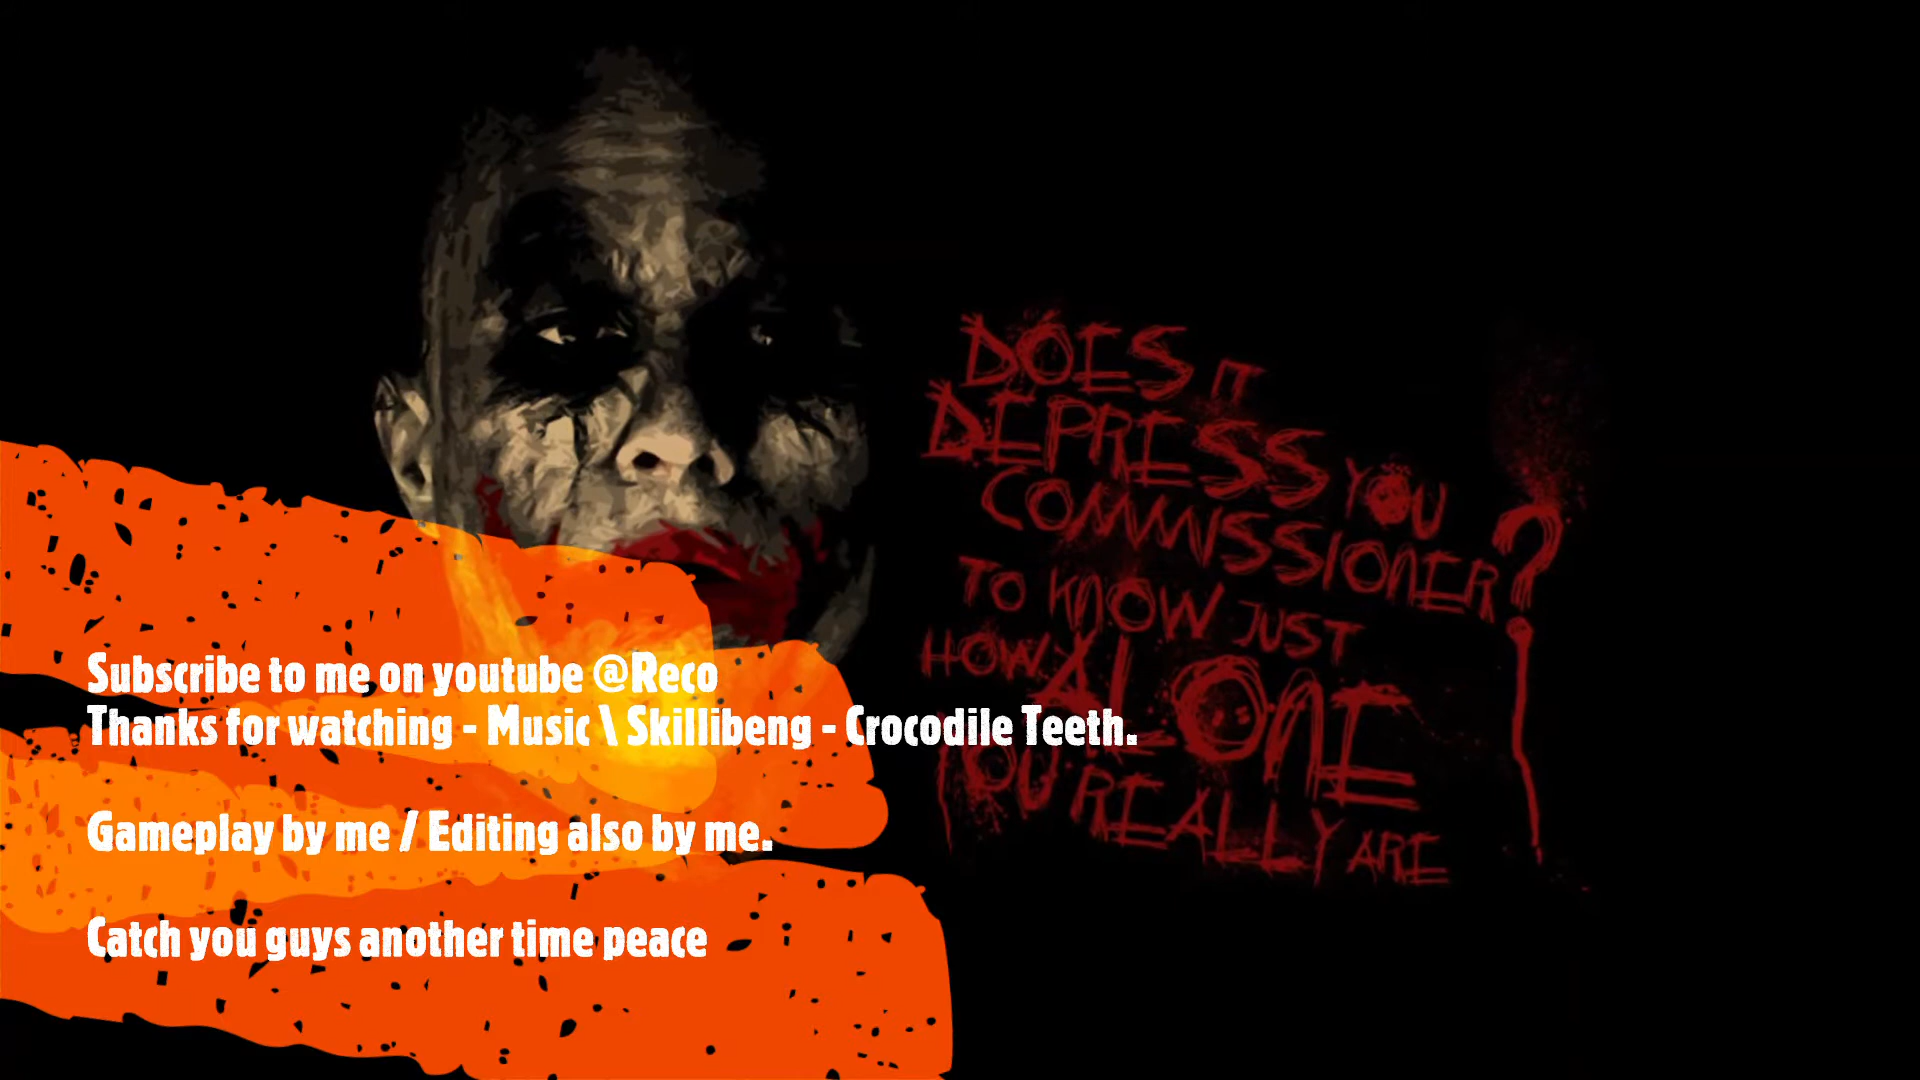 DOES IT
DEPRESS YOU
COMMISSIONER?
TO KNOW JUST
HOW ALONE
YOU REALLY ARE
Subscribe to me on youtube @Reco
Thanks for watching - Music \ Skillibeng - Crocodile Teeth.
Gameplay by me / Editing also by me.
Catch you guys another time peace